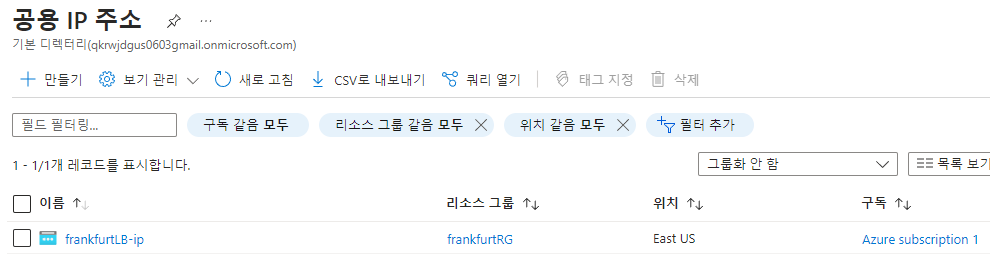 공용 IP 주소
기본 디렉터리(qkrwjdgus0603gmail.onmicrosoft.com)
만들기 보기 관리 새로 고침 CSV로 내보내기 쿼리 열기 태그 지정 삭제
필드 필터링... 구독 같음 모두 리소스 그룹 같음 모두 위치 같음 모두 필터 추가
1 - 1/1개 레코드를 표시합니다. 그룹화 안 함 목록 보기
이름 리소스 그룹 위치 구독
frankfurtLB-ip frankfurtRG East US Azure subscription 1